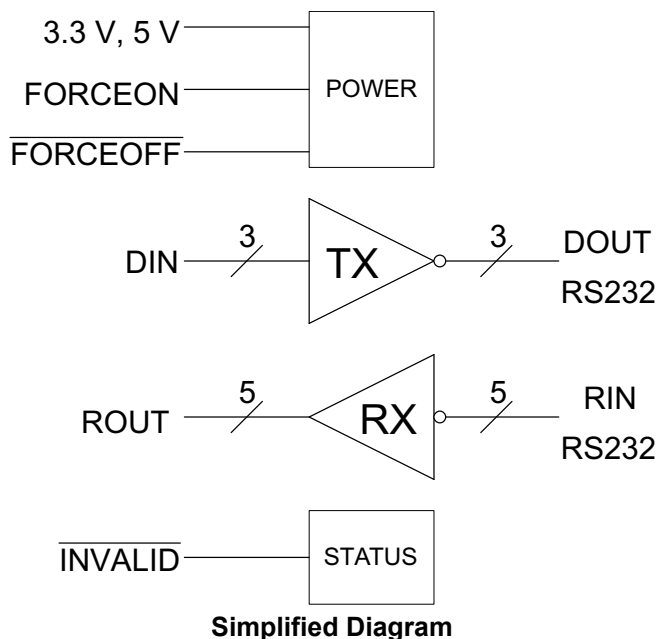 3.3 V, 5 V
FORCEON
POWER
FORCEOFF
DIN
3
TX
3
DOUT
RS232
ROUT
5
RX
5
RIN
RS232
INVALID
STATUS
Simplified Diagram